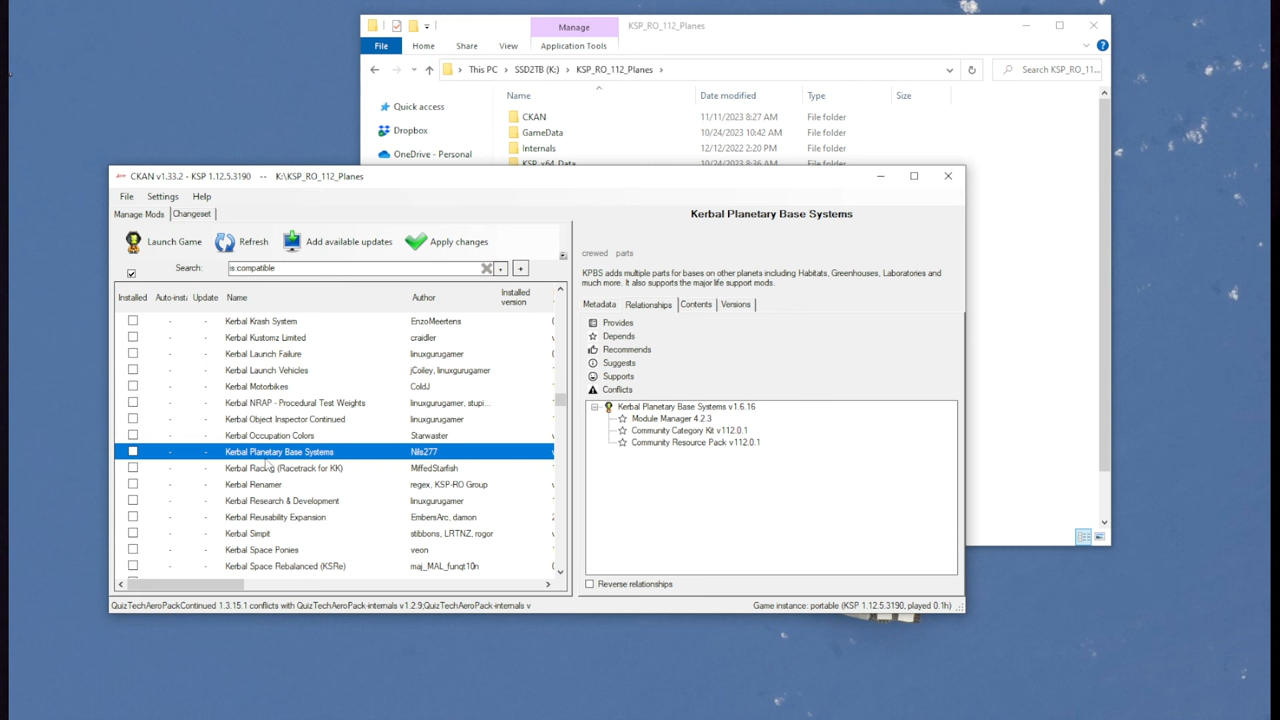 Manage
KSP_RO_112_Planes
File
Home
Share
View
Application Tools
This PC
SSD2TB (K:)
KSP_RO_112_Planes
Search KSP_RO_11...
Name
Date modified
Type
Size
Quick access
CKAN
11/11/2023 8:27 AM
File folder
Dropbox
GameData
10/24/2023 10:42 AM
File folder
OneDrive - Personal
Internals
12/12/2022 2:20 PM
File folder
KSP_x64_Data
10/24/2023 8:36 AM
File folder
CKAN v1.33.2 - KSP 1.12.5.3190 -- K:\KSP_RO_112_Planes
File
Settings
Help
Manage Mods
Changeset
Launch Game
Refresh
Add available updates
Apply changes
Search:
is:compatible
Installed
Auto-insta
Update
Name
Author
Installed version
Kerbal Krash System
EnzoMeertens
Kerbal Kustomz Limited
craidler
Kerbal Launch Failure
linuxgurugamer
Kerbal Launch Vehicles
jCoiley, linuxgurugamer
Kerbal Motorbikes
ColdJ
Kerbal NRAP - Procedural Test Weights
linuxgurugamer, stupi...
Kerbal Object Inspector Continued
linuxgurugamer
Kerbal Occupation Colors
Starwaster
Kerbal Planetary Base Systems
Nils277
Kerbal Racing (Racetrack for KK)
MiffedStarfish
Kerbal Renamer
regex, KSP-RO Group
Kerbal Research & Development
linuxgurugamer
Kerbal Reusability Expansion
EmbersArc, damon
Kerbal Simpit
stibbons, LRTNZ, rogor
Kerbal Space Ponies
veon
Kerbal Space Rebalanced (KSRe)
maj_MAL_funqt10n
QuizTechAeroPackContinued 1.3.15.1 conflicts with QuizTechAeroPack-internals v1.2.9;QuizTechAeroPack-internals v
Kerbal Planetary Base Systems
crewed parts
KPBS adds multiple parts for bases on other planets including Habitats, Greenhouses, Laboratories and
much more. It also supports the major life support mods.
Metadata
Relationships
Contents
Versions
Provides
Depends
Recommends
Suggests
Supports
Conflicts
Kerbal Planetary Base Systems v1.6.16
Module Manager 4.2.3
Community Category Kit v112.0.1
Community Resource Pack v112.0.1
Reverse relationships
Game instance: portable (KSP 1.12.5.3190, played 0.1h)